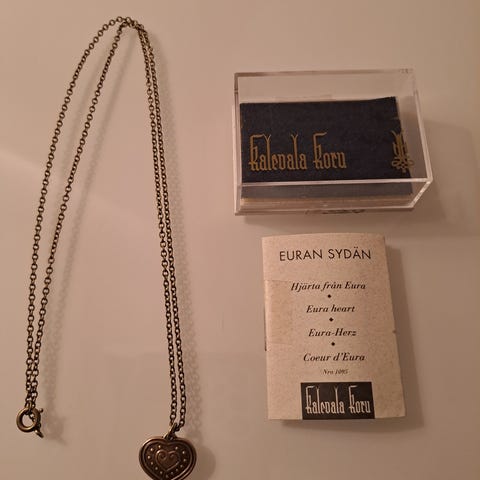 Kalevala Koru
EURAN SYDÄN
Hjärta från Eura
Eura heart
Eura-Herz
Coeur d'Eura
Nro 1095
Kalevala Koru